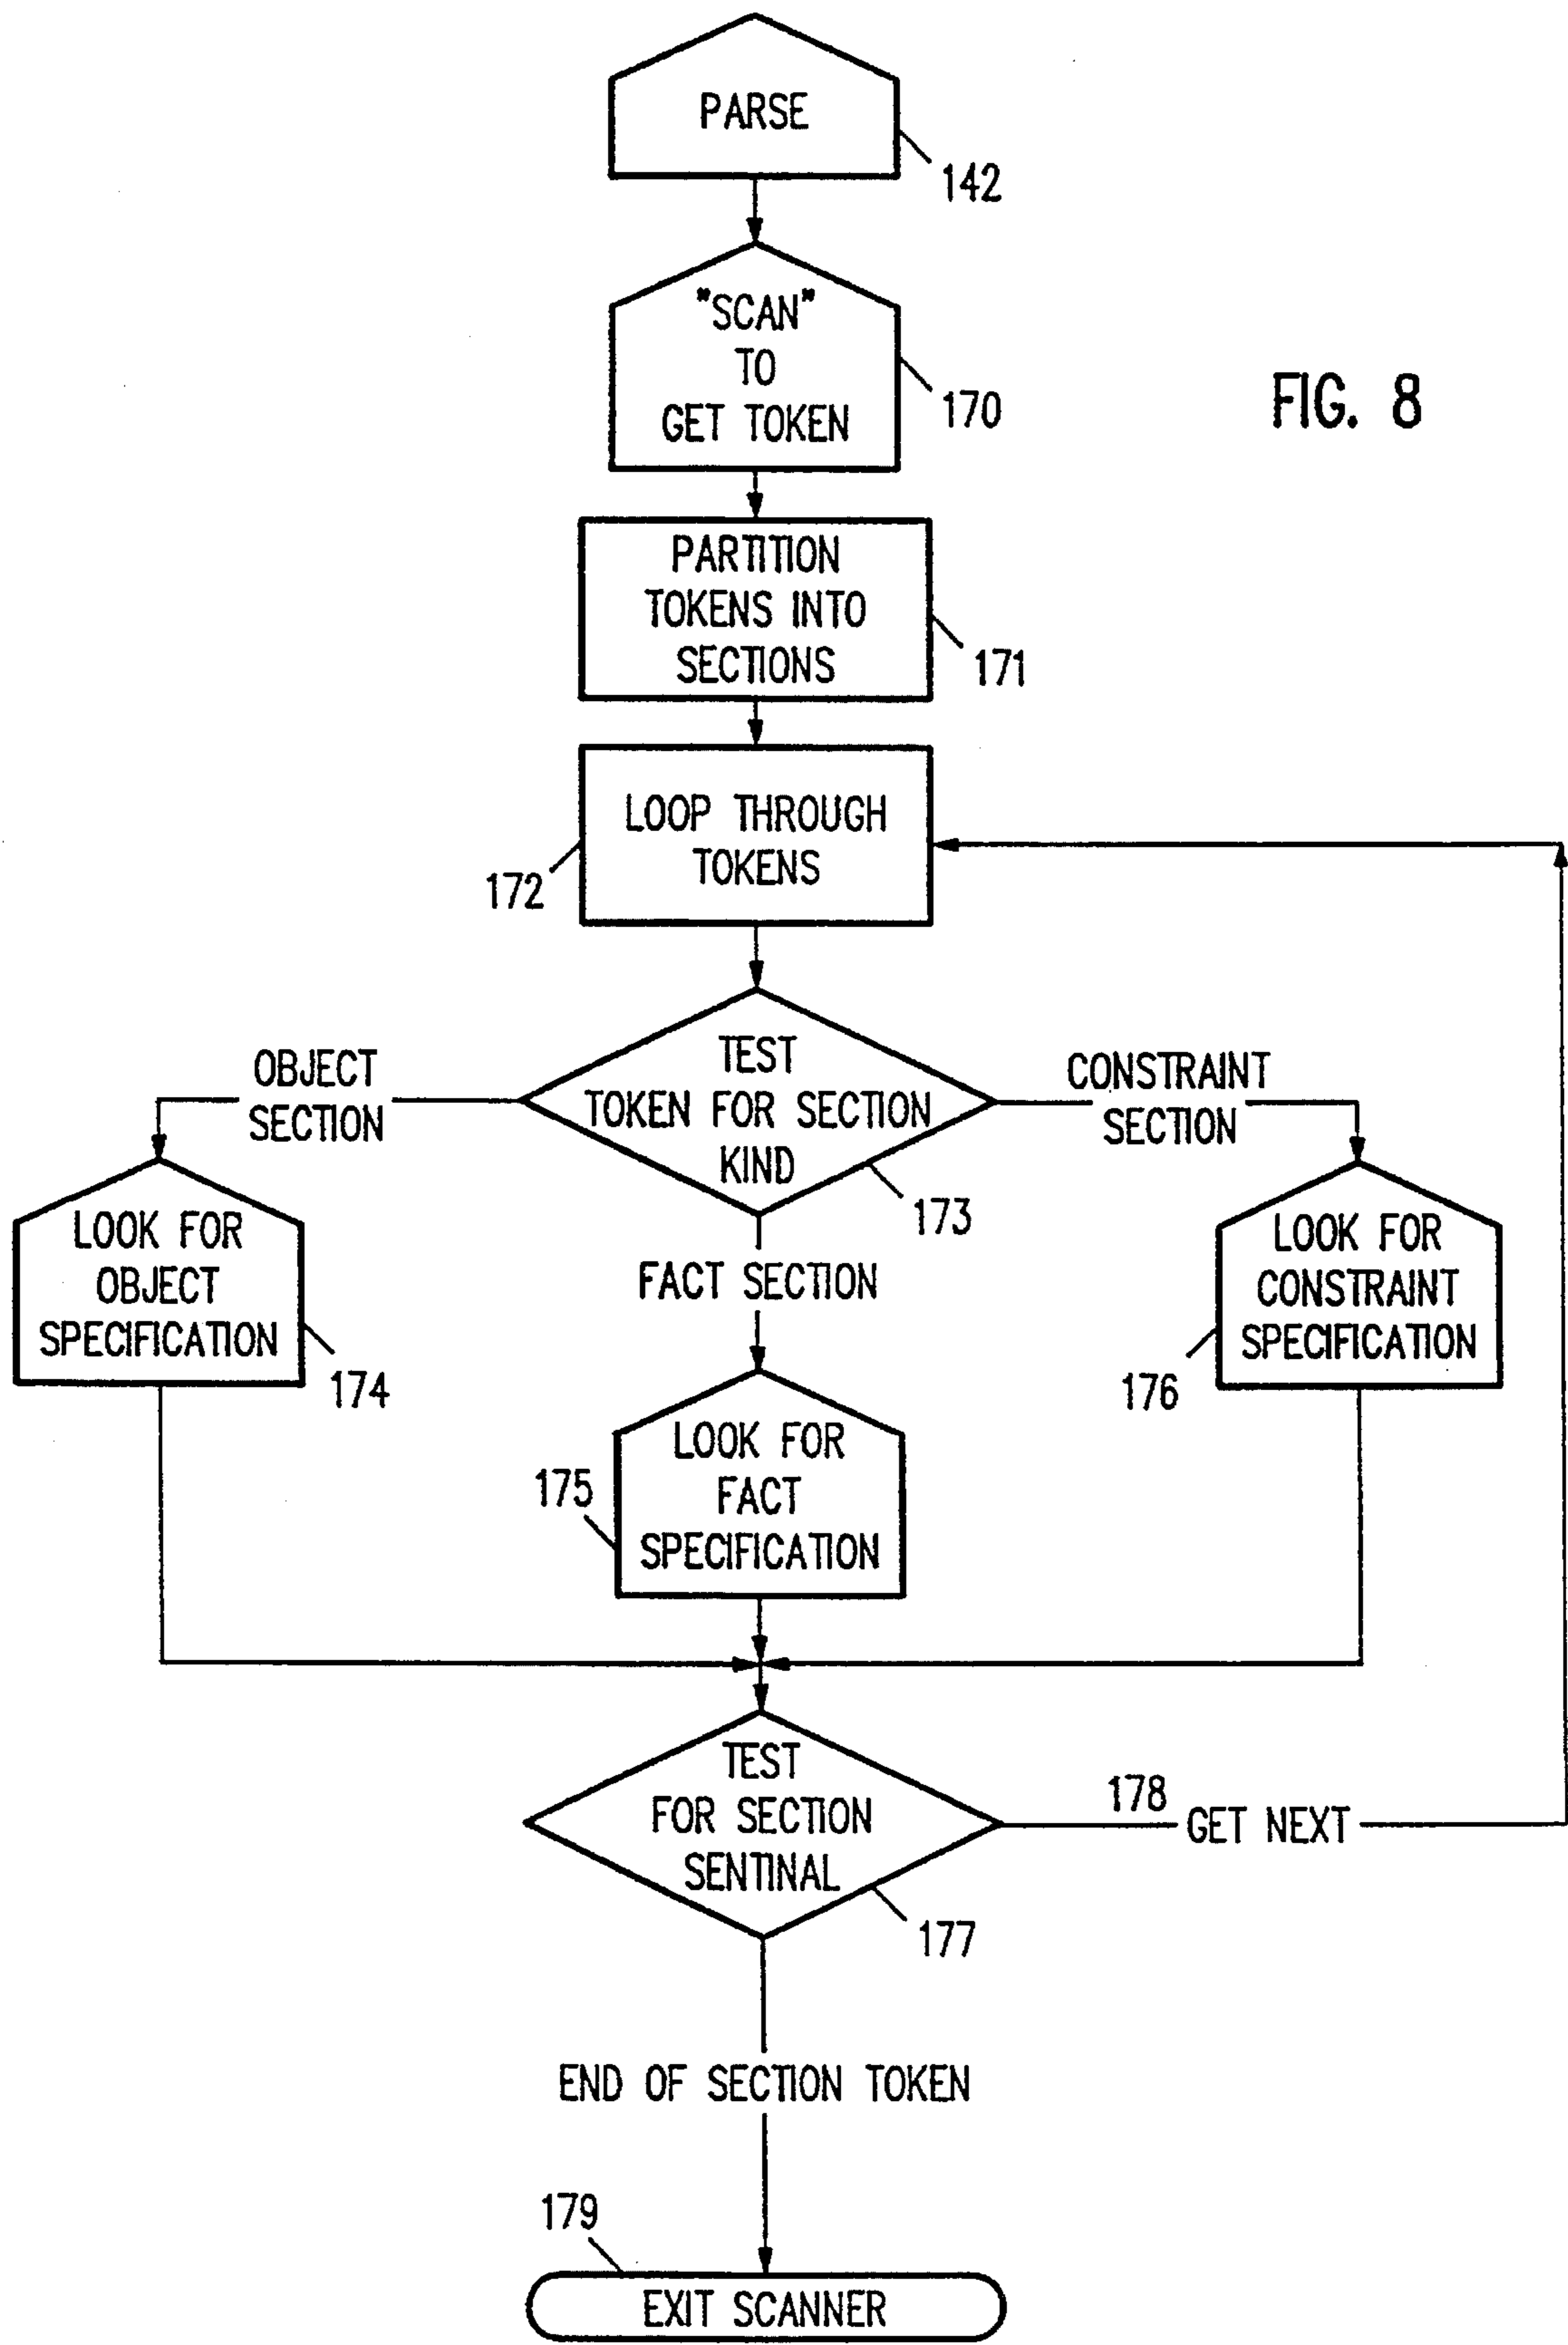 PARSE
142
"SCAN"
TO
GET TOKEN
170
FIG. 8
PARTITION
TOKENS INTO
SECTIONS
171
LOOP THROUGH
TOKENS
172
TEST
TOKEN FOR SECTION
KIND
173
OBJECT
SECTION
CONSTRAINT
SECTION
FACT SECTION
LOOK FOR
OBJECT
SPECIFICATION
174
LOOK FOR
FACT
SPECIFICATION
175
LOOK FOR
CONSTRAINT
SPECIFICATION
176
TEST
FOR SECTION
SENTINAL
177
178
GET NEXT
END OF SECTION TOKEN
179
EXIT SCANNER